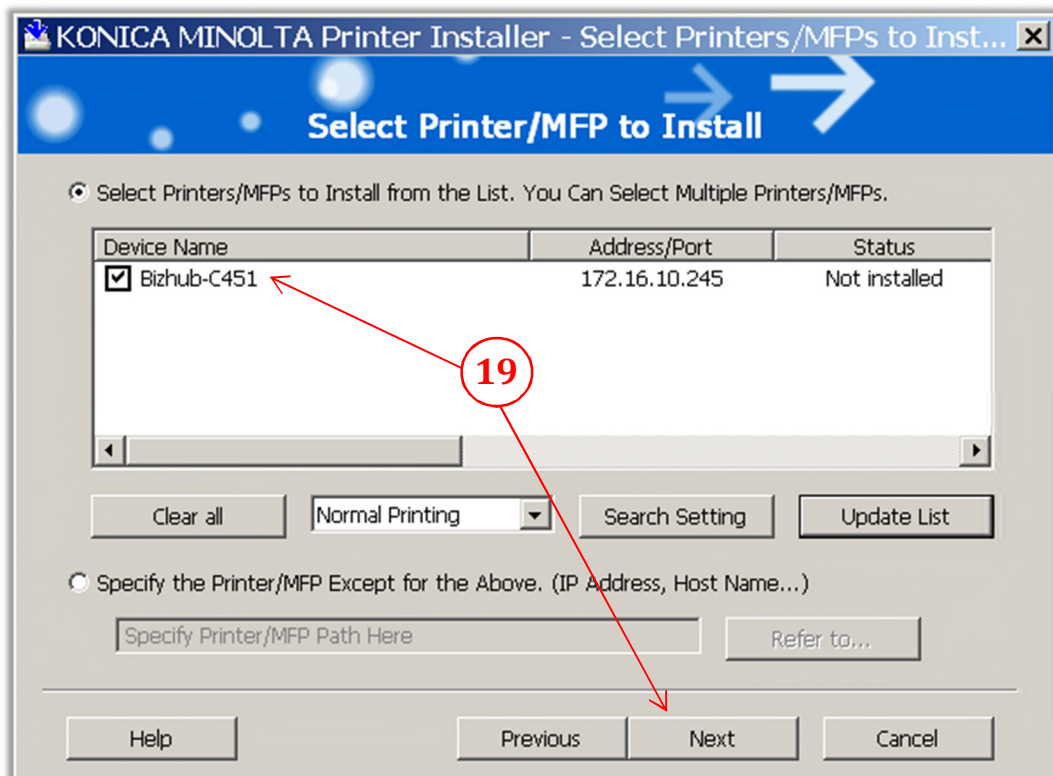 KONICA MINOLTA Printer Installer - Select Printers/MFPs to Inst...
Select Printer/MFP to Install
Select Printers/MFPs to Install from the List. You Can Select Multiple Printers/MFPs.
Device Name Address/Port Status
Bizhub-C451 172.16.10.245 Not installed
19
Clear all Normal Printing Search Setting Update List
Specify the Printer/MFP Except for the Above. (IP Address, Host Name...)
Specify Printer/MFP Path Here Refer to...
Help Previous Next Cancel